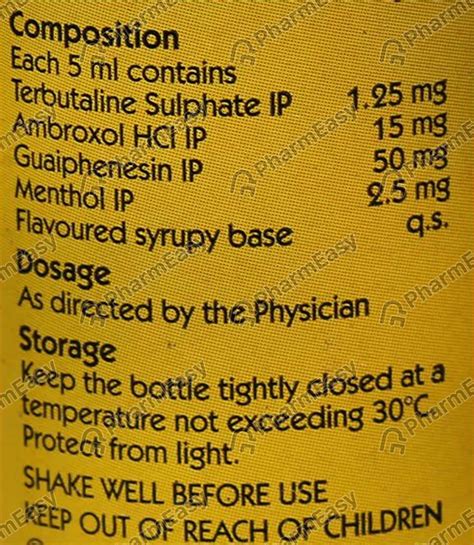 Composition
Each 5 ml contains
Terbutaline Sulphate IP 1.25 mg
Ambroxol HCl IP 15 mg
Guaiphenesin IP 50 mg
Menthol IP 2.5 mg
Flavoured syrupy base q.s.
Dosage
As directed by the Physician
Storage
Keep the bottle tightly closed at a
temperature not exceeding 30°C.
Protect from light.
SHAKE WELL BEFORE USE
KEEP OUT OF REACH OF CHILDREN
PharmEasy